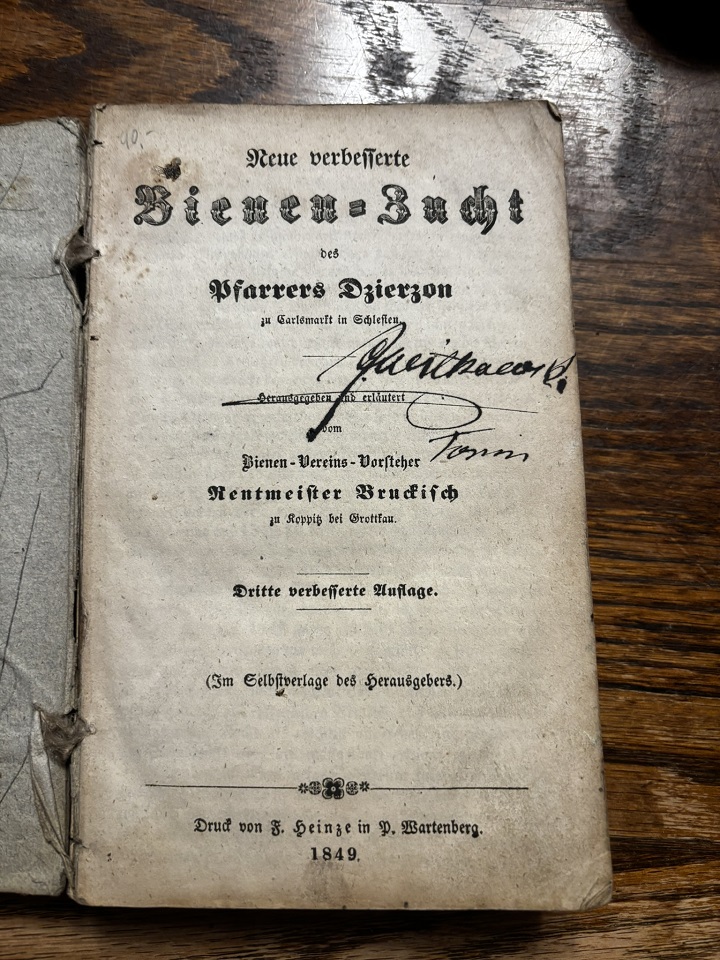 40.-
Neue verbesserte
Bienen=Zucht
des
Pfarrers Dzierzon
zu Carlsmarkt in Schlesien.
Herausgegeben und erläutert
vom
Bienen-Vereins-Vorsteher
Rentmeister Bruckisch
zu Koppitz bei Grottkau.
Dritte verbesserte Auflage.
(Im Selbstverlage des Herausgebers.)
Druck von F. Heinze in P. Wartenberg.
1849.